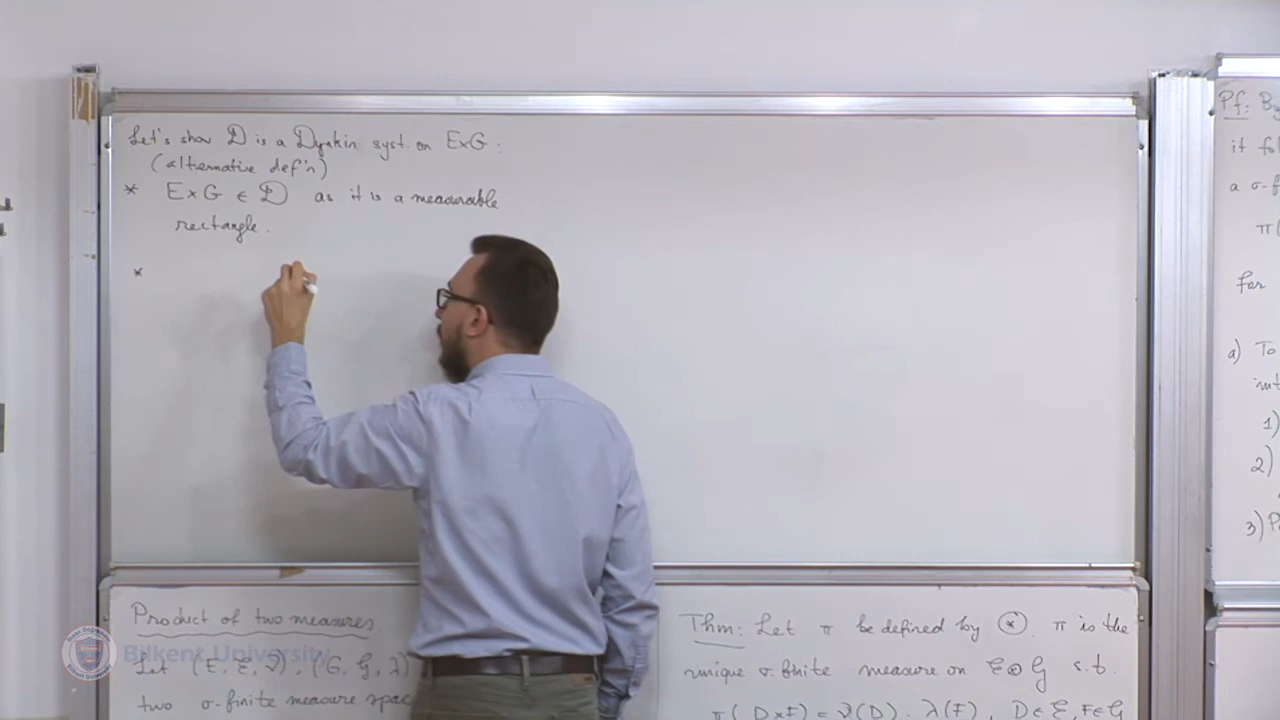 Let's show D is a Dynkin syst. on E×G :
(alternative def'n)
* E×G ∈ D as it is a measurable
rectangle.
*
Product of two measures
Let (E, ℰ, ν), (G, 𝒢, λ)
two σ-finite measure spac
Thm: Let π be defined by ⊛. π is the
unique σ-finite measure on ℰ⊗𝒢 s.t.
π(D×F) = ν(D). λ(F), D∈ℰ, F∈𝒢
Pf:
it fo
a σ-f
π(
for
a) To
int
1)
2)
3) P
Bilkent University